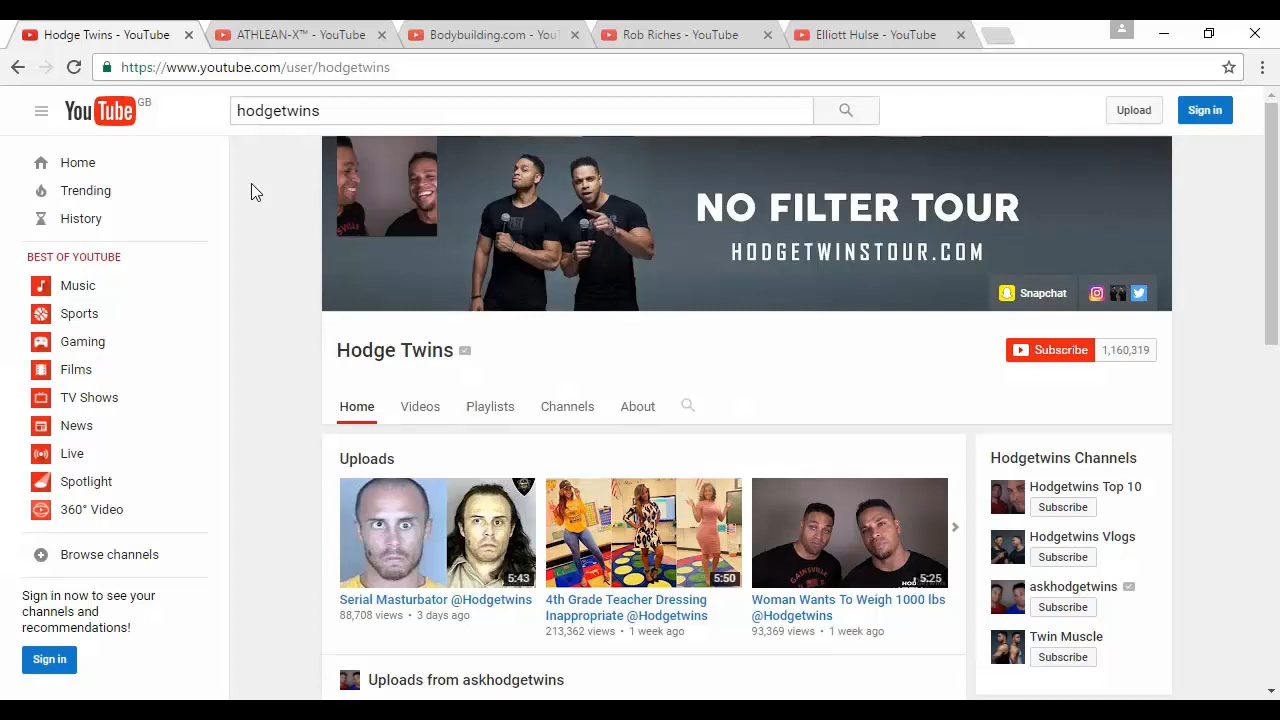 Hodge Twins - YouTube
ATHLEAN-X™ - YouTube
Bodybuilding.com - You
Rob Riches - YouTube
Elliott Hulse - YouTube
https://www.youtube.com/user/hodgetwins
YouTube GB
hodgetwins
Upload
Sign in
Home
Trending
History
BEST OF YOUTUBE
Music
Sports
Gaming
Films
TV Shows
News
Live
Spotlight
360° Video
Browse channels
Sign in now to see your
channels and
recommendations!
Sign in
NO FILTER TOUR
HODGETWINSTOUR.COM
Snapchat
Hodge Twins
Subscribe 1,160,319
Home Videos Playlists Channels About
Uploads
5:43
Serial Masturbator @Hodgetwins
88,708 views • 3 days ago
5:50
4th Grade Teacher Dressing
Inappropriate @Hodgetwins
213,362 views • 1 week ago
GAINSVILLE
5:25
Woman Wants To Weigh 1000 lbs
@Hodgetwins
93,369 views • 1 week ago
Uploads from askhodgetwins
Hodgetwins Channels
Hodgetwins Top 10
Subscribe
Hodgetwins Vlogs
Subscribe
askhodgetwins
Subscribe
Twin Muscle
Subscribe